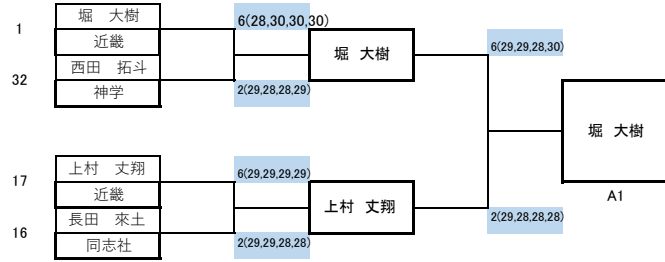 堀　大樹
1
近畿
6(28,30,30,30)
西田　拓斗
堀 大樹
6(29,29,28,30)
32
神学
2(29,28,28,29)
堀 大樹
上村　丈翔
17
近畿
6(29,29,29,29)
A1
長田　來土
上村 丈翔
2(29,28,28,28)
16
同志社
2(29,29,28,28)